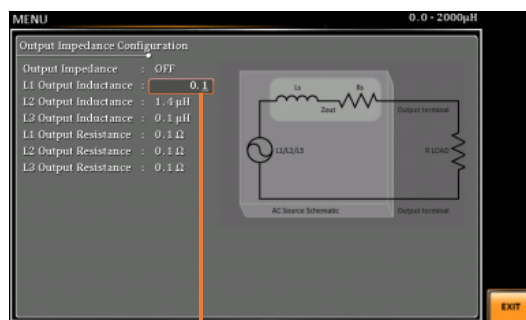 MENU 0.0 - 2000µH
Output Impedance Configuration
Output Impedance : OFF
L1 Output Inductance : 0.1
L2 Output Inductance : 1.4 µH
L3 Output Inductance : 0.1 µH
L1 Output Resistance : 0.1 Ω
L2 Output Resistance : 0.1 Ω
L3 Output Resistance : 0.1 Ω
Ls Rs
Zout
Output terminal
L1/L2/L3
R LOAD
AC Source Schematic
Output terminal
EXIT